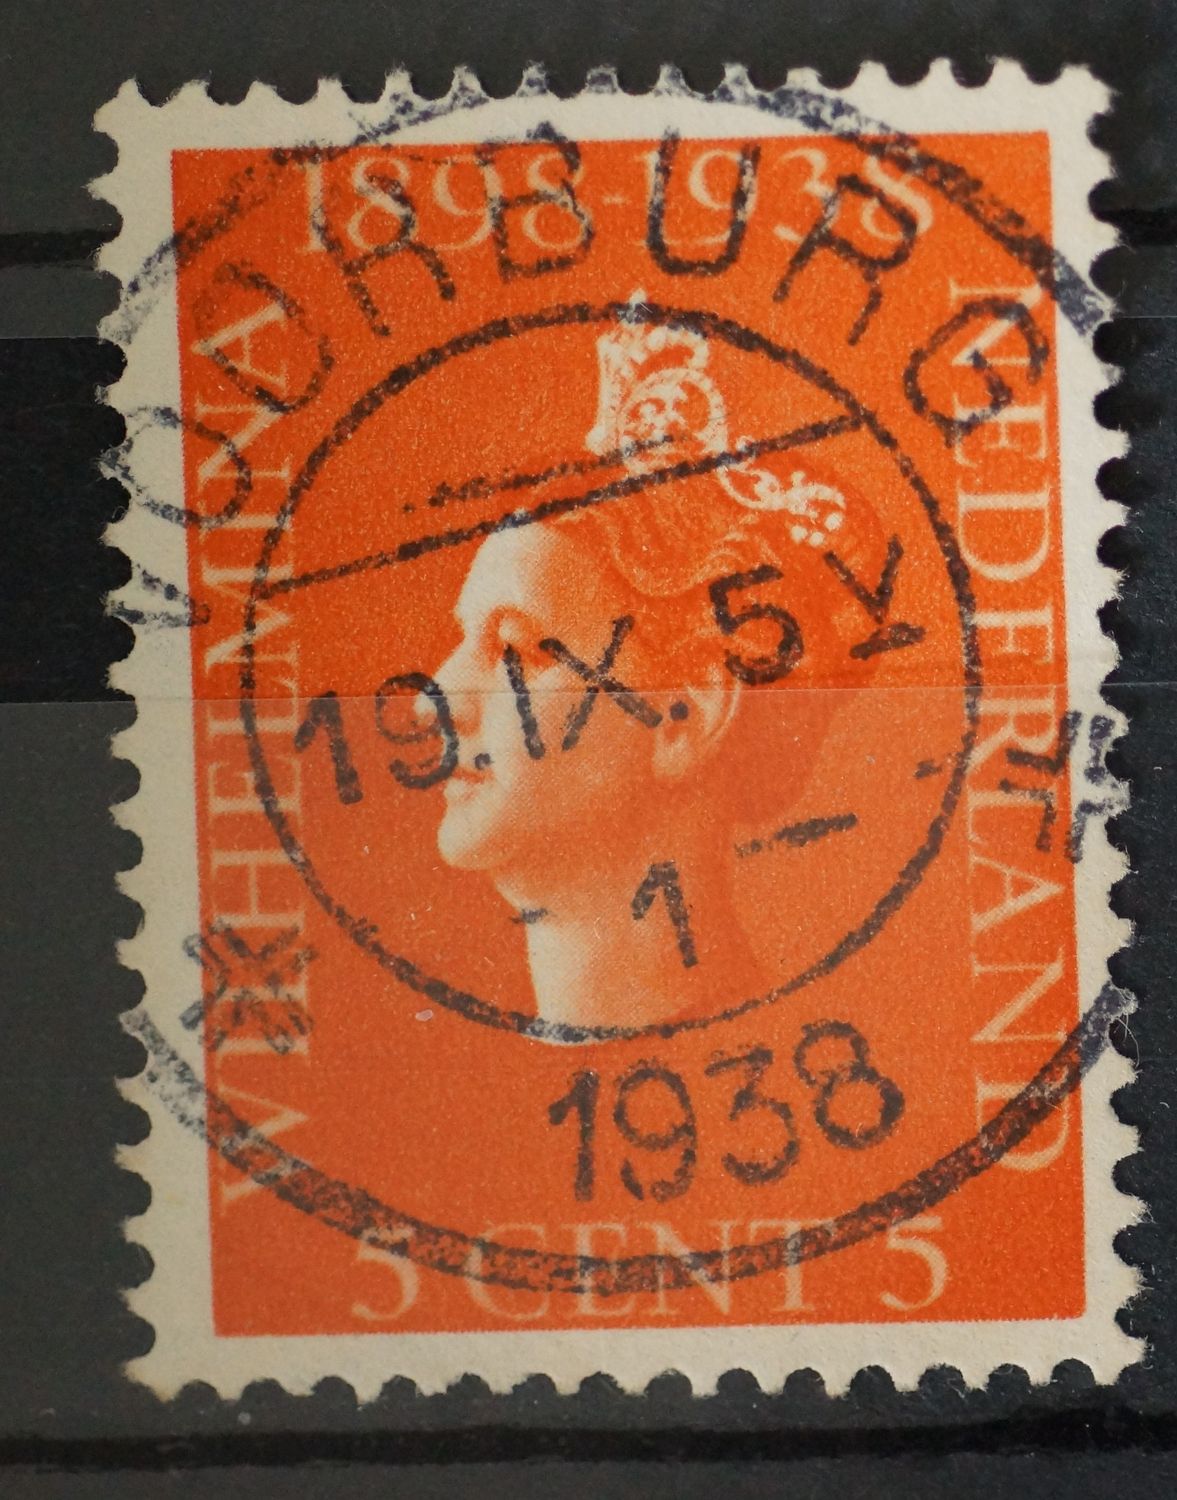 1898-1938
WILHELMINA
NEDERLAND
5 CENT 5
VOORBURG
19.IX.5V
1
1938